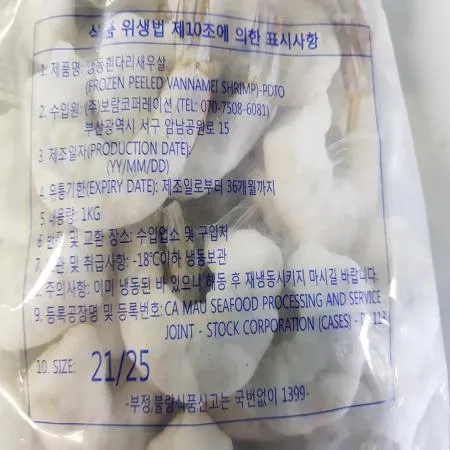 식품 위생법 제10조에 의한 표시사항
1. 제품명: 냉동흰다리새우살
(FROZEN PEELED VANNAMEI SHRIMP)-PDTO
2. 수입원: (주)보람코퍼레이션 (TEL: 070-7508-6081)
부산광역시 서구 암남공원로 15
3. 제조일자(PRODUCTION DATE):
(YY/MM/DD)
4. 유통기한(EXPIRY DATE): 제조일로부터 36개월까지
5. 내용량: 1KG
6. 반품 및 교환 장소: 수입업소 및 구입처
7. 보관 및 취급사항: -18℃이하 냉동보관
주의사항: 이미 냉동된 바 있으니 해동 후 재냉동시키지 마시길 바랍니다.
9. 등록공장명 및 등록번호: CA MAU SEAFOOD PROCESSING AND SERVICE
JOINT - STOCK CORPORATION (CASES) -
10. SIZE: 21/25
-부정,불량식품신고는 국번없이 1399-